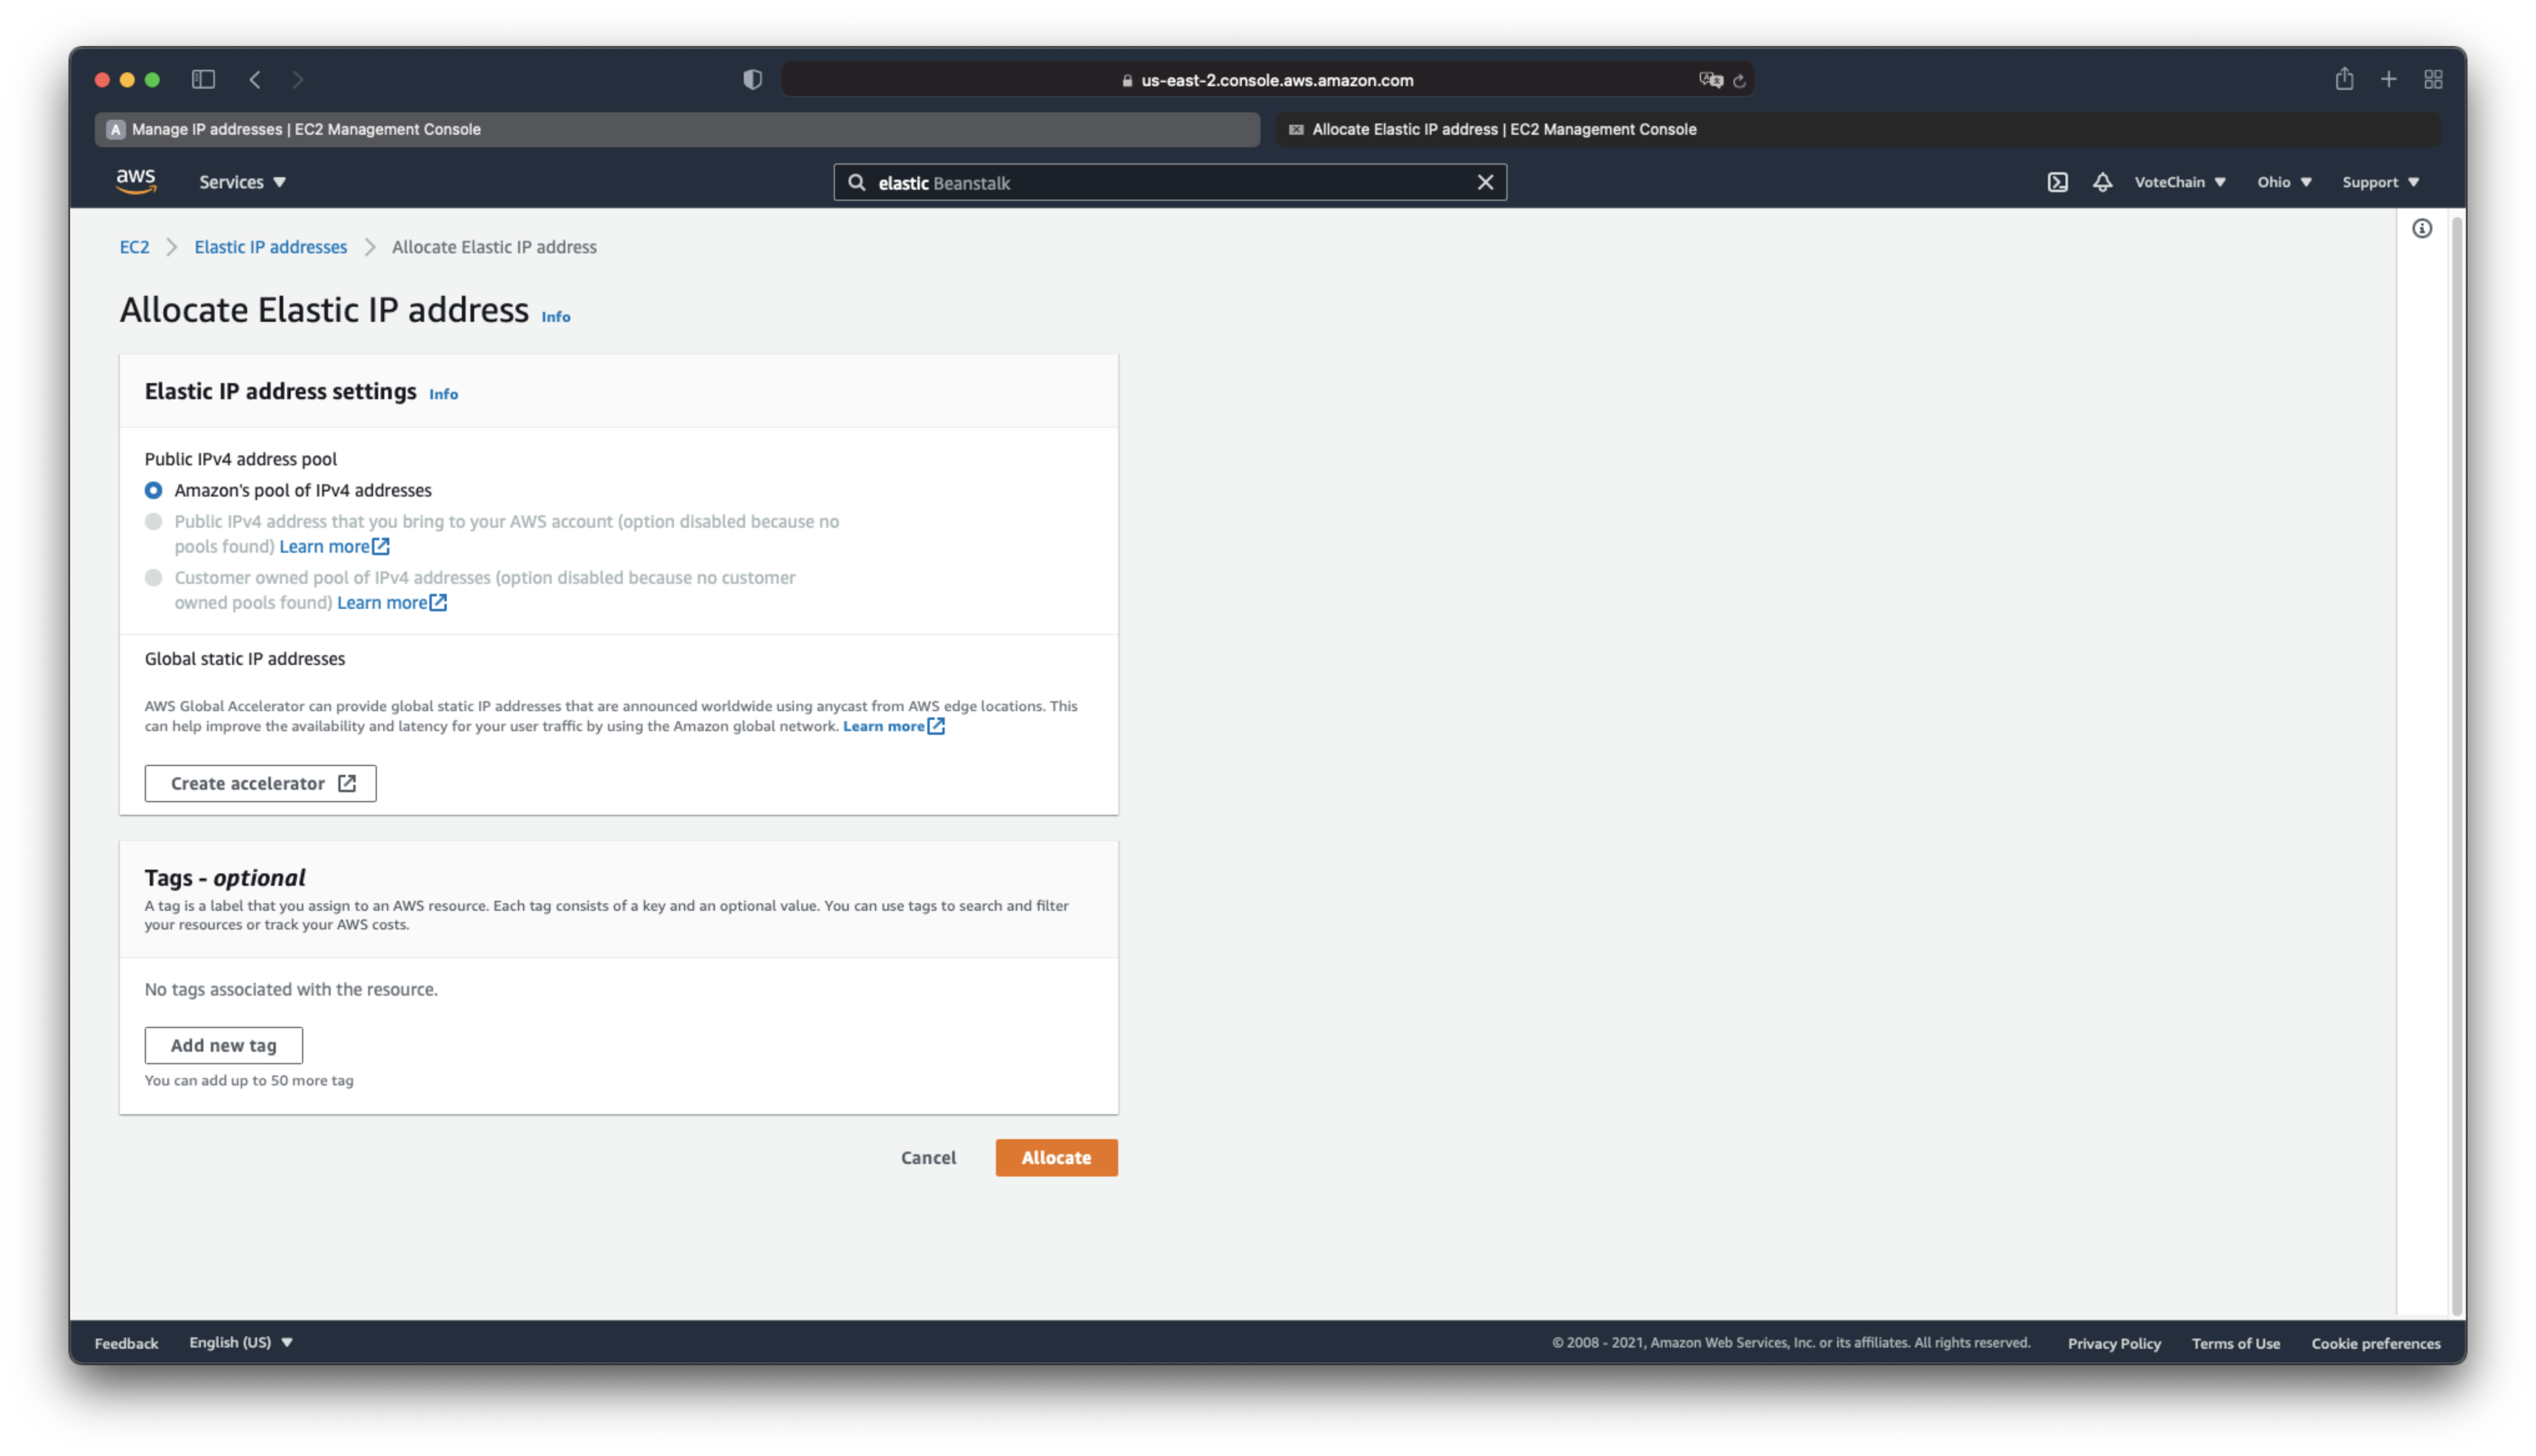 us-east-2.console.aws.amazon.com
A Manage IP addresses | EC2 Management Console
Allocate Elastic IP address | EC2 Management Console
aws
Services
elastic Beanstalk
VoteChain
Ohio
Support
EC2
Elastic IP addresses
Allocate Elastic IP address
Allocate Elastic IP address Info
Elastic IP address settings Info
Public IPv4 address pool
Amazon's pool of IPv4 addresses
Public IPv4 address that you bring to your AWS account (option disabled because no
pools found) Learn more
Customer owned pool of IPv4 addresses (option disabled because no customer
owned pools found) Learn more
Global static IP addresses
AWS Global Accelerator can provide global static IP addresses that are announced worldwide using anycast from AWS edge locations. This
can help improve the availability and latency for your user traffic by using the Amazon global network. Learn more
Create accelerator
Tags - optional
A tag is a label that you assign to an AWS resource. Each tag consists of a key and an optional value. You can use tags to search and filter
your resources or track your AWS costs.
No tags associated with the resource.
Add new tag
You can add up to 50 more tag
Cancel
Allocate
Feedback
English (US)
© 2008 - 2021, Amazon Web Services, Inc. or its affiliates. All rights reserved.
Privacy Policy
Terms of Use
Cookie preferences